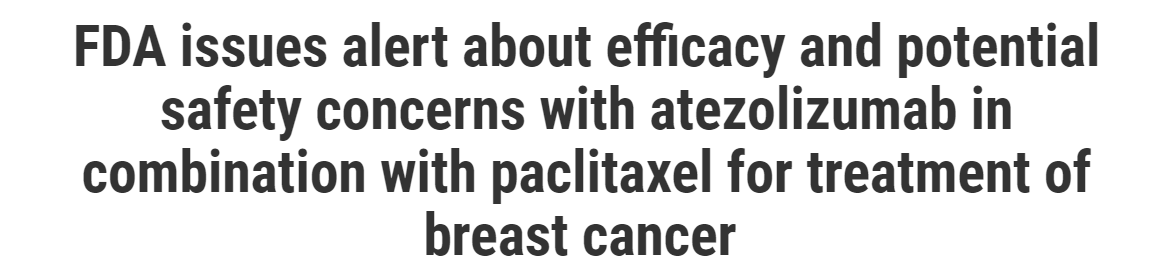 FDA issues alert about efficacy and potential
safety concerns with atezolizumab in
combination with paclitaxel for treatment of
breast cancer